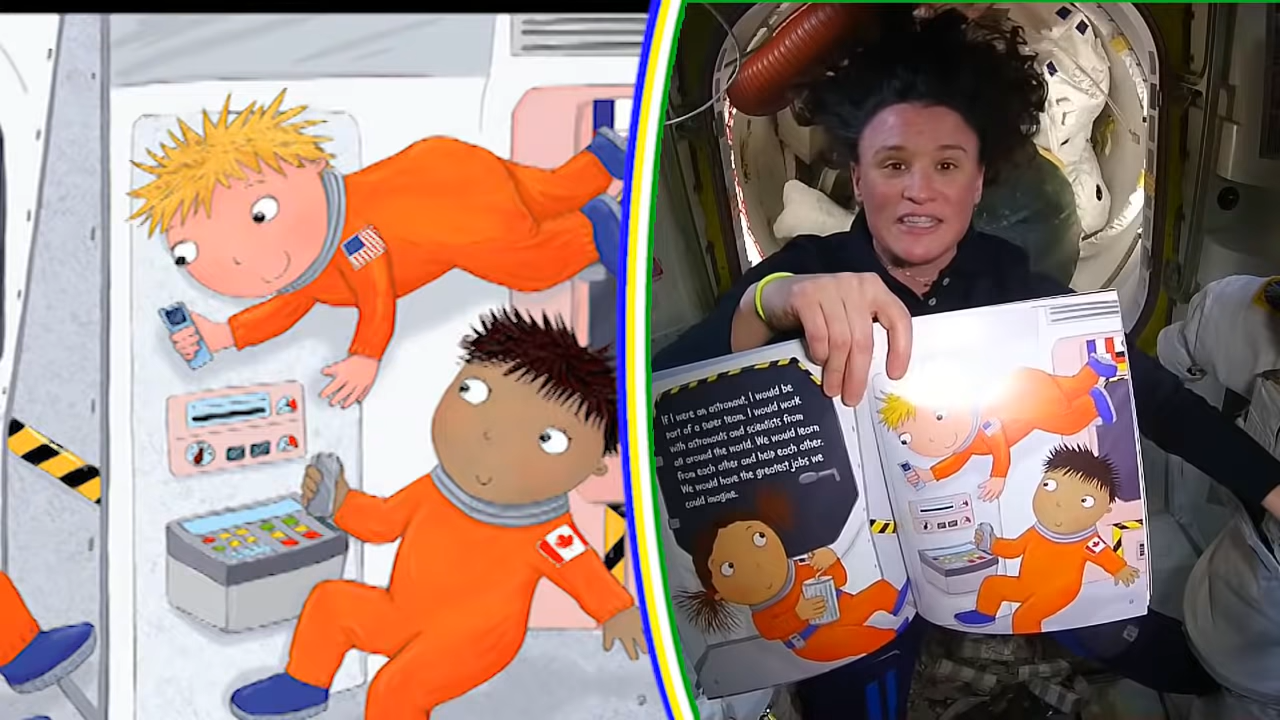 If I were an astronaut, I would be
part of a super team. I would work
with astronauts and scientists from
all around the world. We would learn
from each other and help each other.
We would have the greatest jobs we
could imagine.